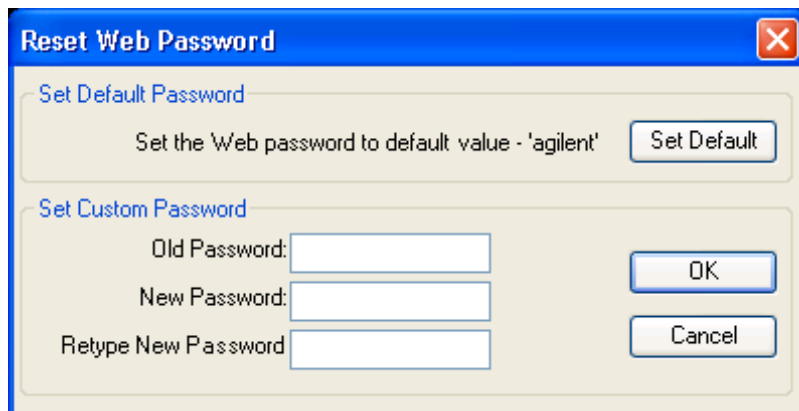 Reset Web Password
Set Default Password
Set the Web password to default value - 'agilent'
Set Default
Set Custom Password
Old Password:
New Password:
Retype New Password
OK
Cancel